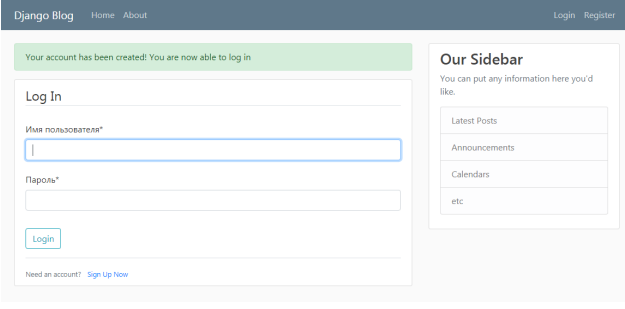 Django Blog Home About Login Register
Your account has been created! You are now able to log in
Log In
Имя пользователя*
Пароль*
Login
Need an account? Sign Up Now
Our Sidebar
You can put any information here you'd
like.
Latest Posts
Announcements
Calendars
etc